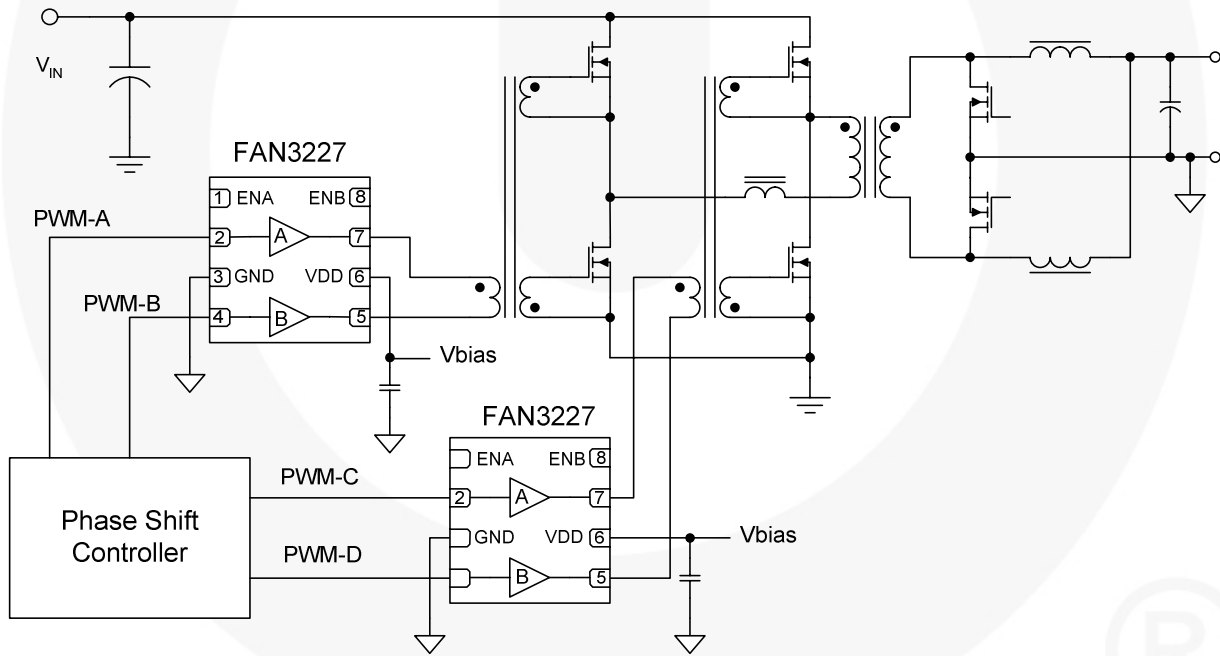 V_IN
FAN3227
1 ENA ENB 8
PWM-A
2 A 7
3 GND VDD 6
PWM-B
4 B 5
Vbias
FAN3227
ENA ENB 8
PWM-C
2 A 7
Phase Shift
Controller
GND VDD 6
Vbias
PWM-D
B 5
®